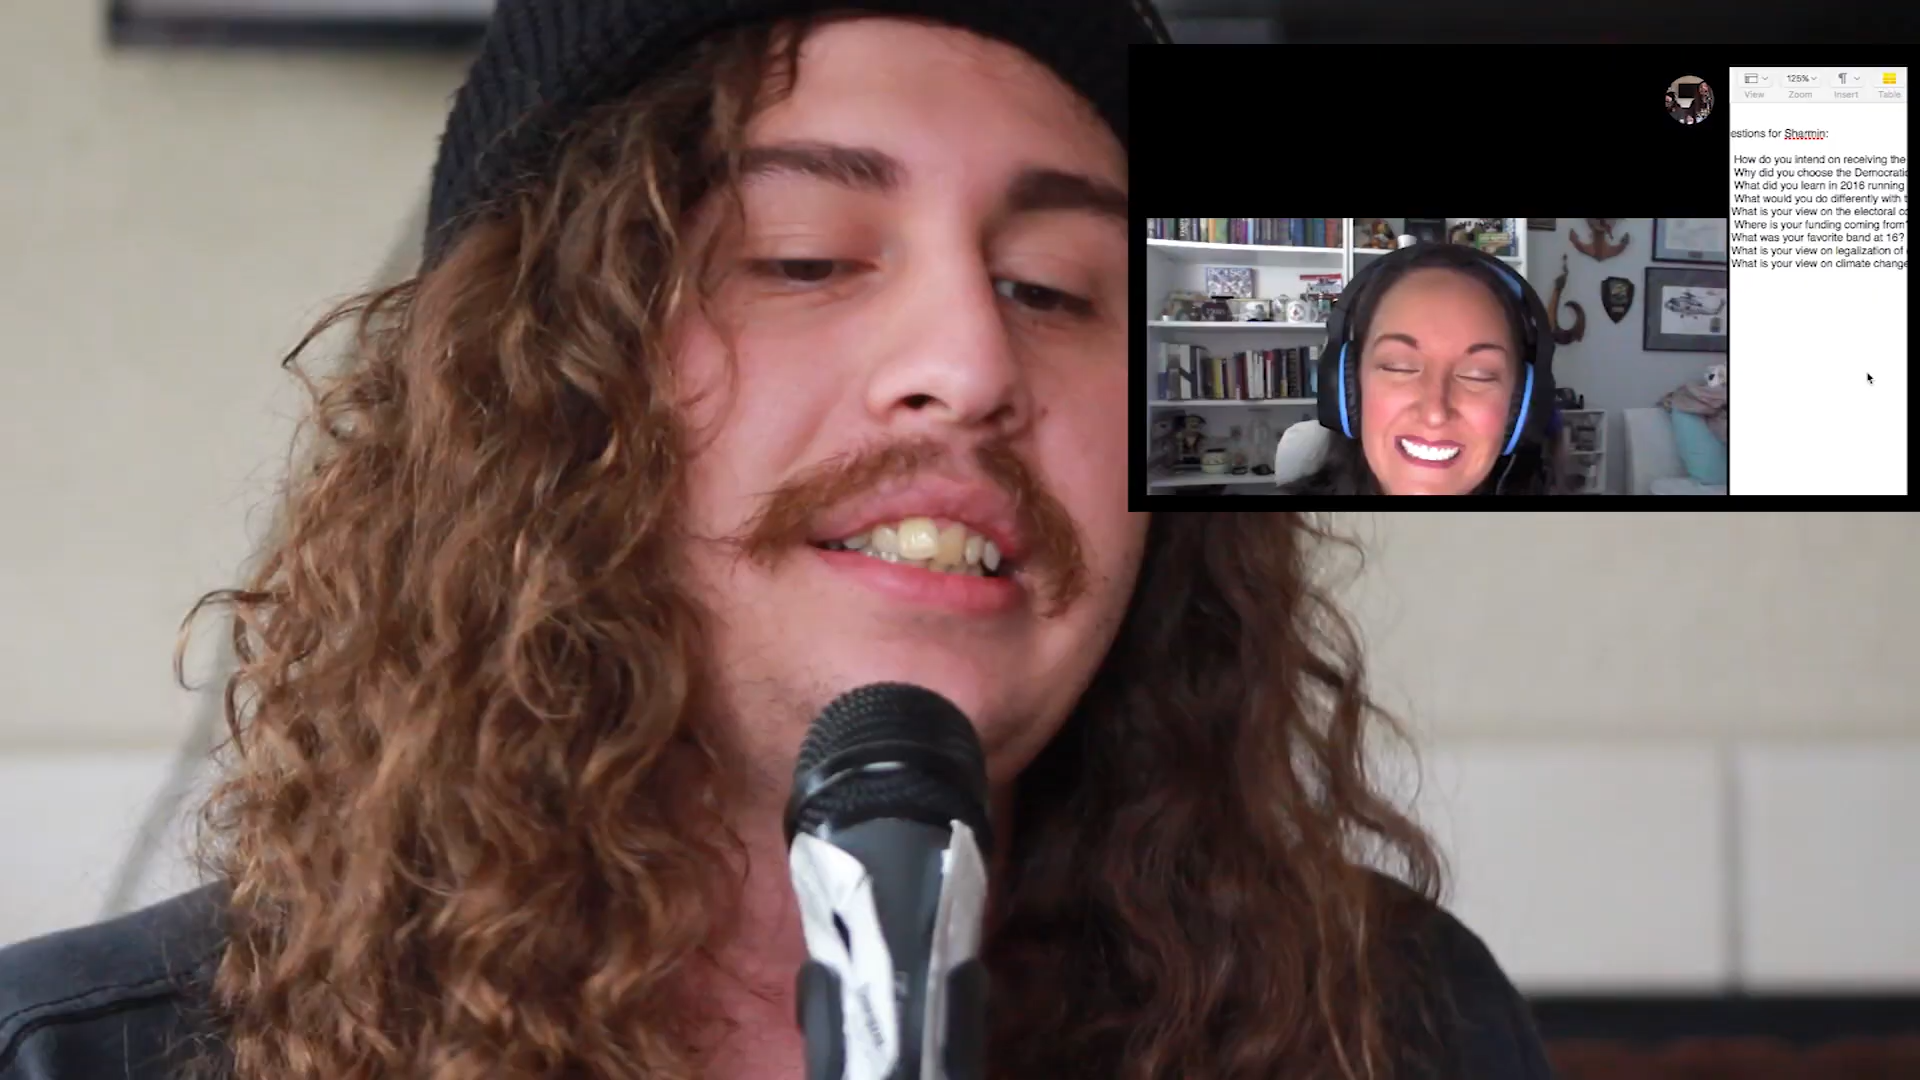 125%
View
Zoom
Insert
Table
estions for Sharmin:
How do you intend on receiving the
Why did you choose the Democratic
What did you learn in 2016 running
What would you do differently with
What is your view on the electoral
Where is your funding coming from?
What was your favorite band at 16?
What is your view on legalization of
What is your view on climate change